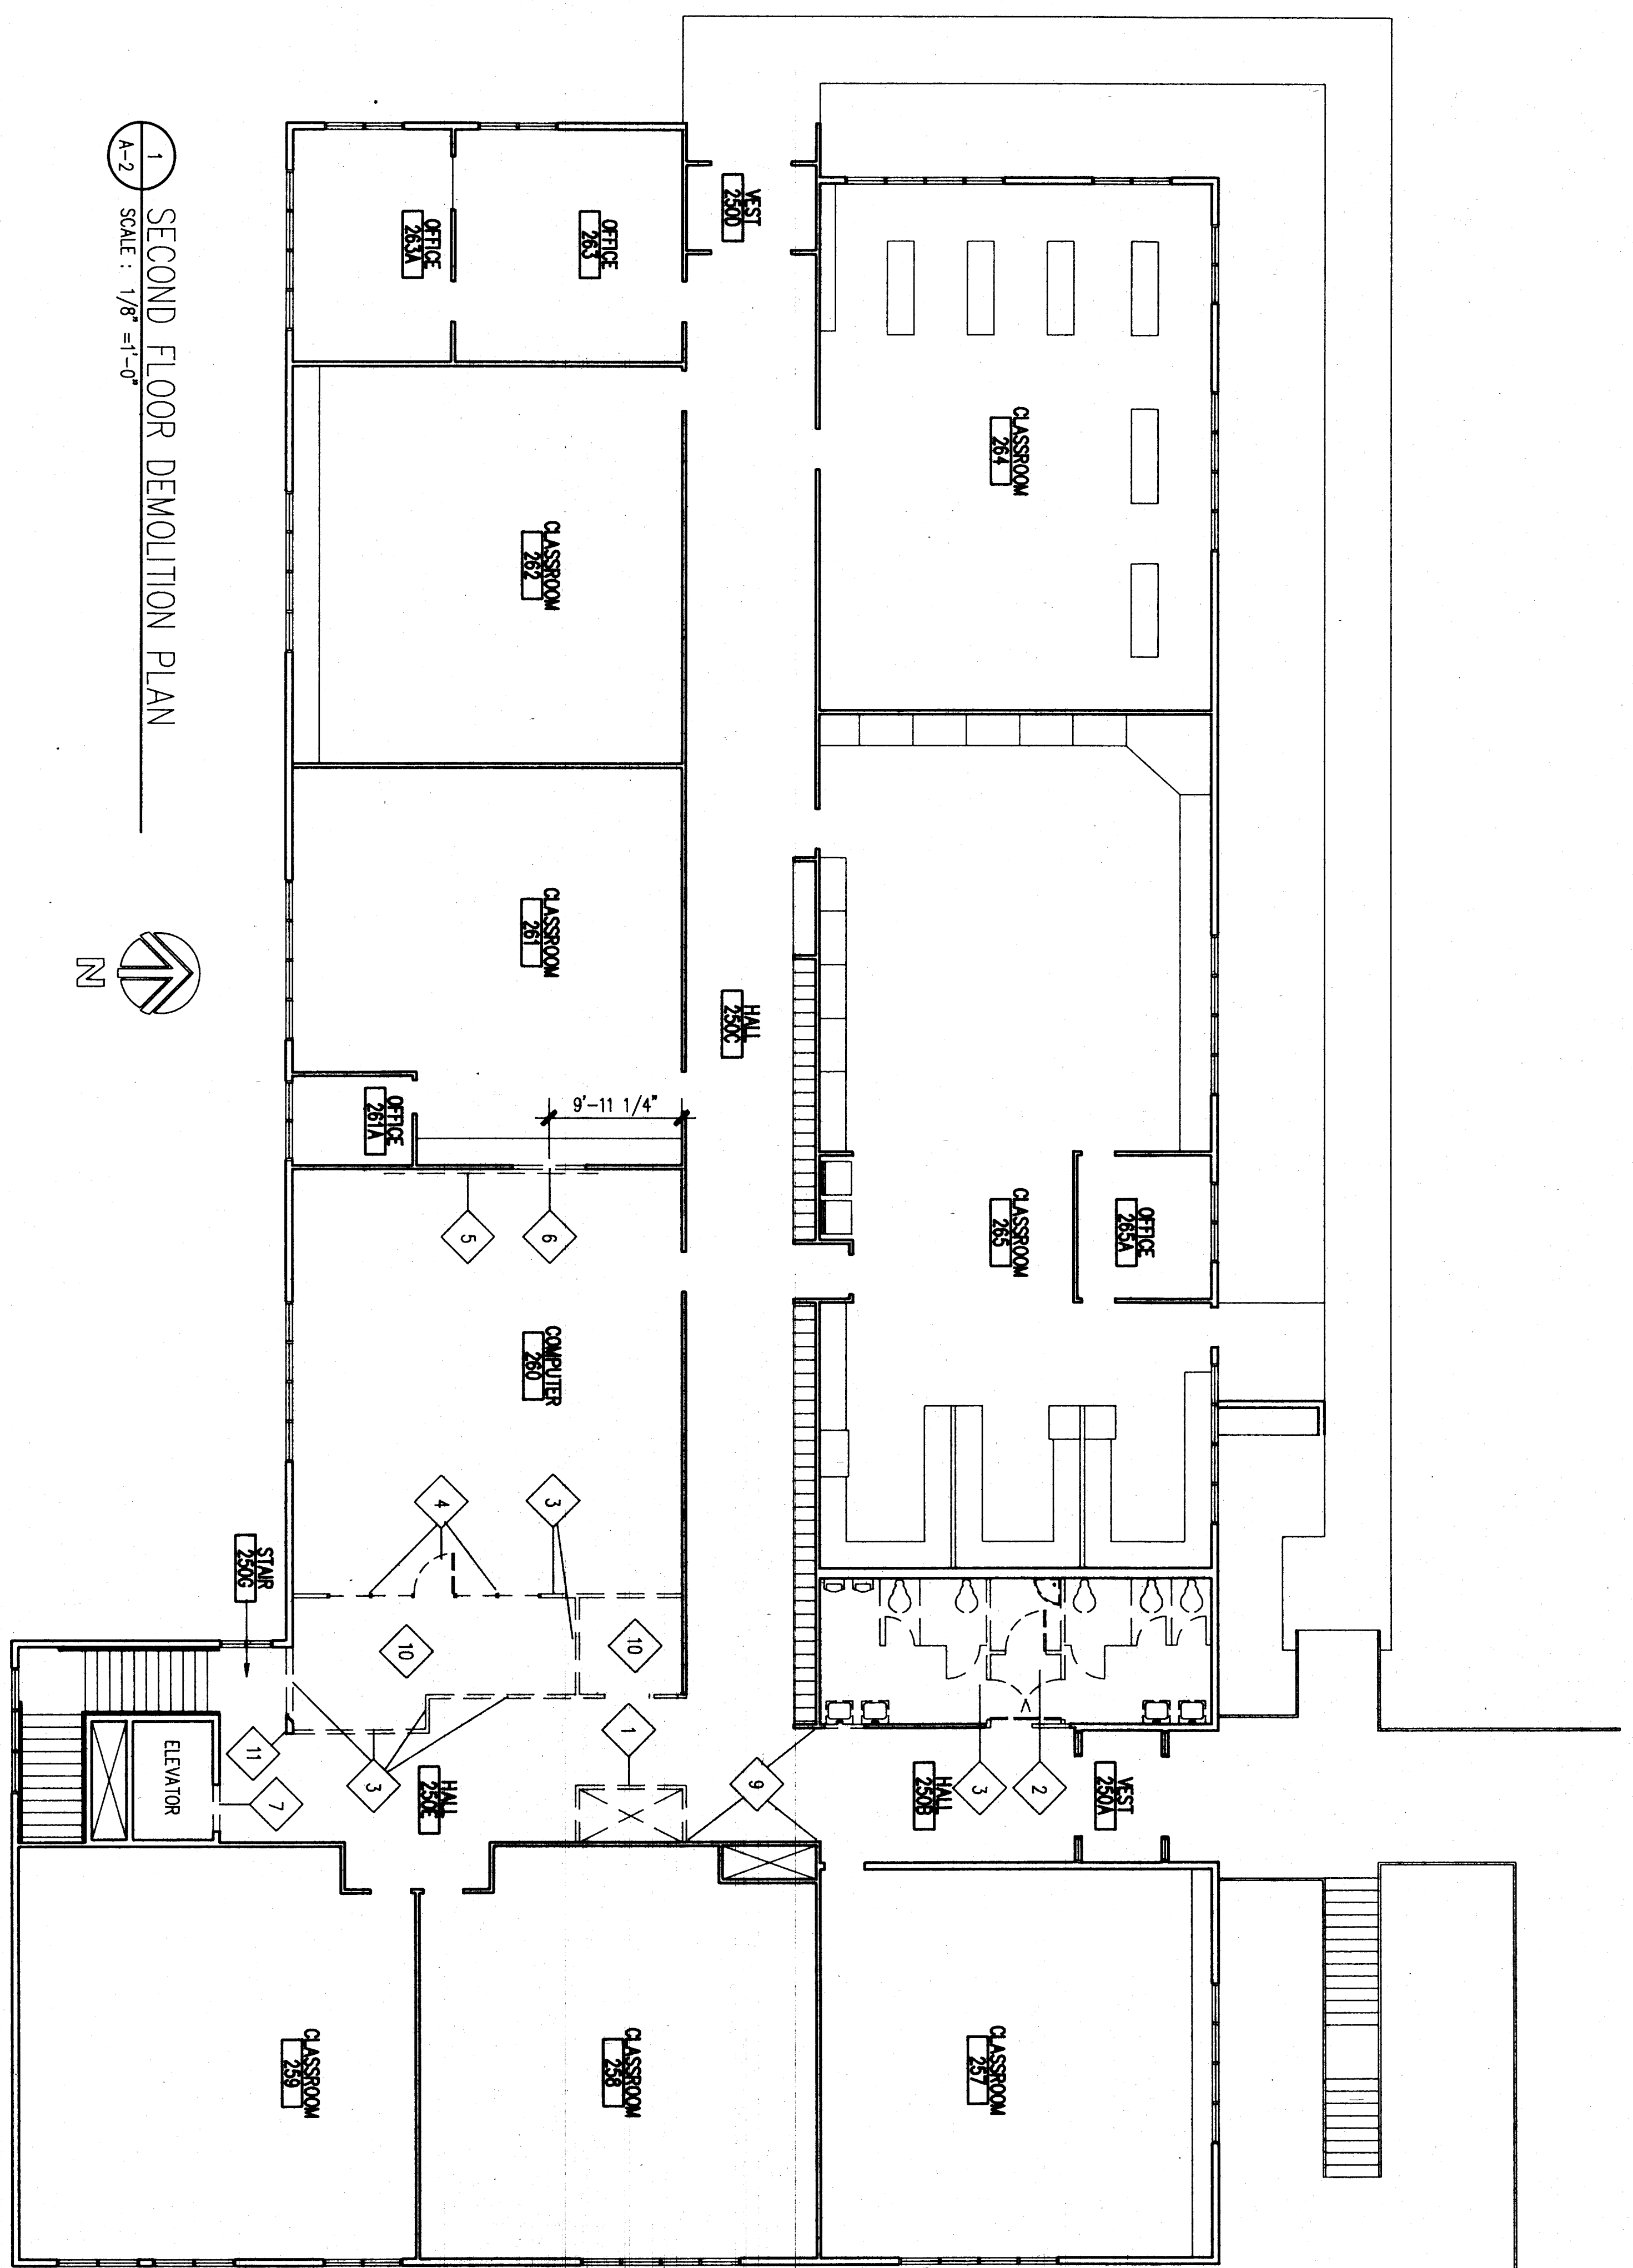 VEST
250A
OFFICE
265A
CLASSROOM
264
CLASSROOM
265
HALL
250B
3
2
CLASSROOM
257
VEST
250D
HALL
250C
9
OFFICE
263
9'-11 1/4"
6
3
10
1
CLASSROOM
258
CLASSROOM
262
CLASSROOM
261
COMPUTER
260
OFFICE
263A
OFFICE
261A
5
4
10
3
HALL
250E
STAIR
250G
11
7
ELEVATOR
CLASSROOM
259
1
A-2
SECOND FLOOR DEMOLITION PLAN
SCALE : 1/8" =1'-0"
N